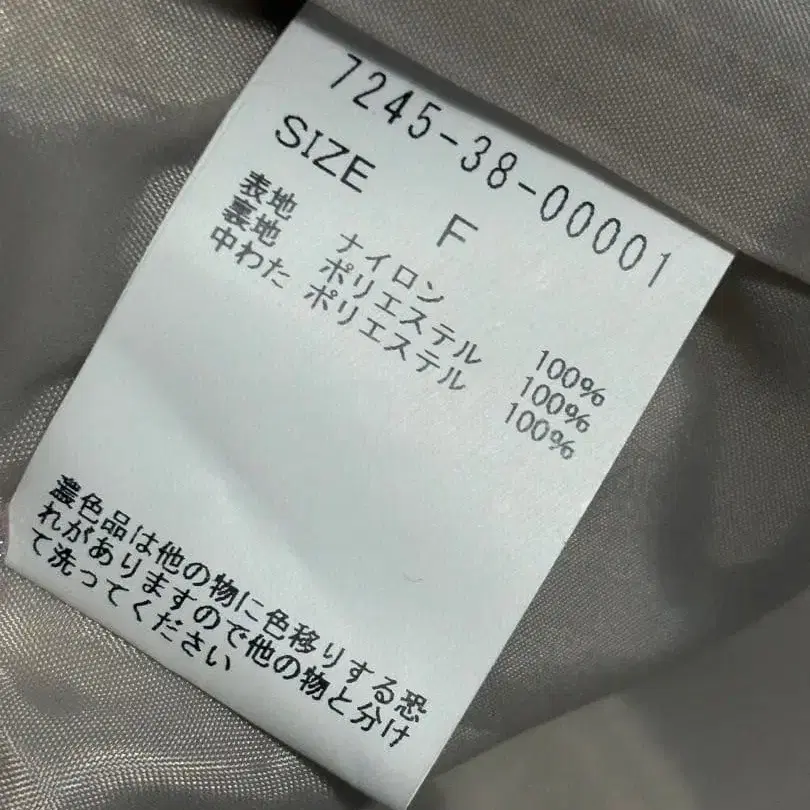 7245-38-00001
SIZE F
表地 ナイロン 100%
裏地 ポリエステル 100%
中わた ポリエステル 100%
濃色品は他の物に色移りする恐
れがありますので他の物と分け
て洗ってください